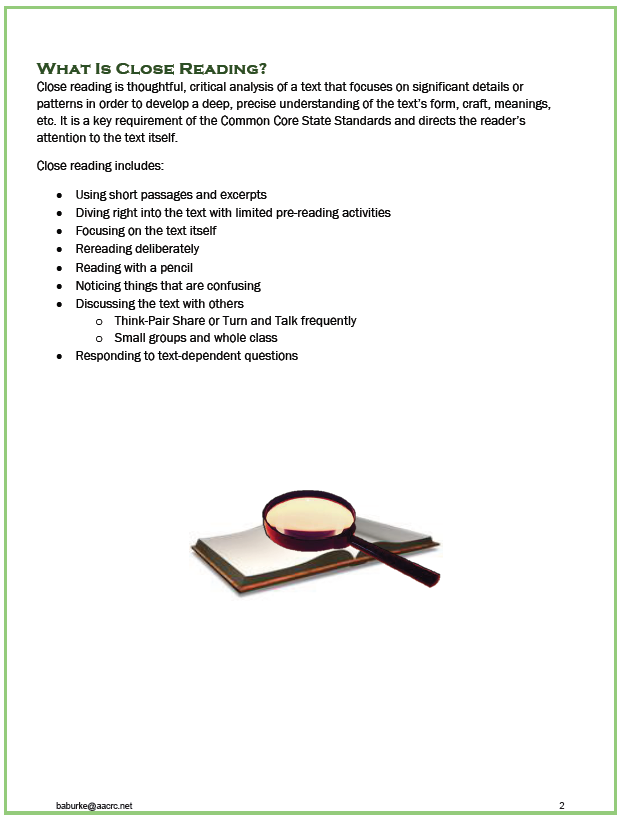 What Is Close Reading?
Close reading is thoughtful, critical analysis of a text that focuses on significant details or
patterns in order to develop a deep, precise understanding of the text's form, craft, meanings,
etc. It is a key requirement of the Common Core State Standards and directs the reader's
attention to the text itself.
Close reading includes:
• Using short passages and excerpts
• Diving right into the text with limited pre-reading activities
• Focusing on the text itself
• Rereading deliberately
• Reading with a pencil
• Noticing things that are confusing
• Discussing the text with others
o Think-Pair Share or Turn and Talk frequently
o Small groups and whole class
• Responding to text-dependent questions
baburke@aacrc.net 2